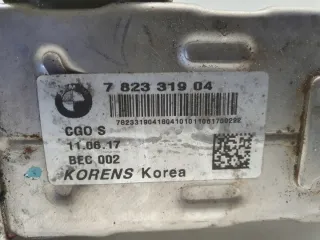 7 823 319 04
CGO S
11.06.17
BEC 002
KORENS Korea